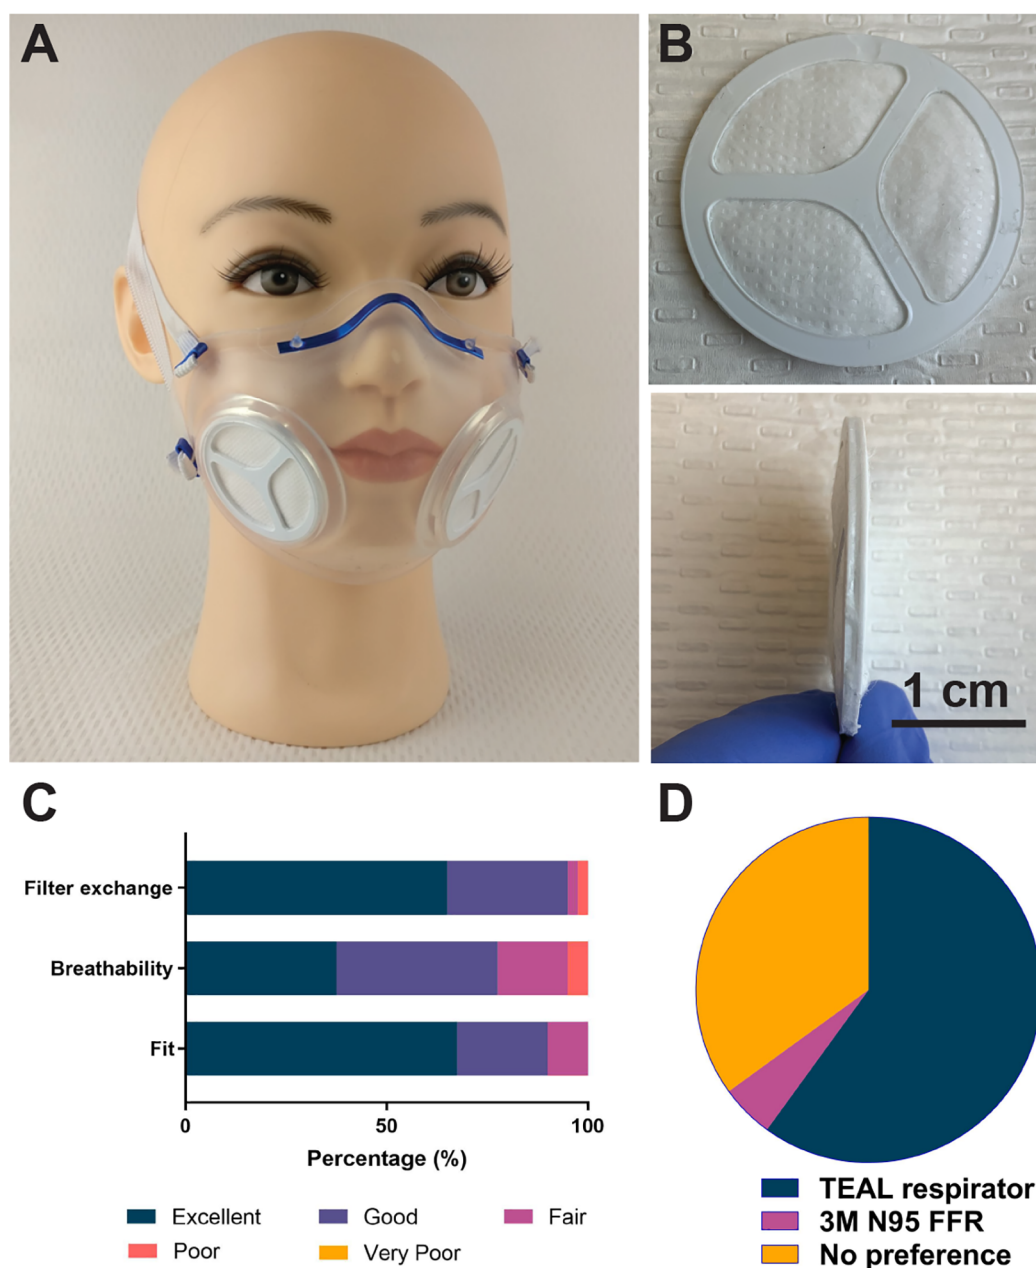 A
B
1 cm
C
D
Filter exchange
Breathability
Fit
0 50 100
Percentage (%)
Excellent Good Fair
Poor Very Poor
TEAL respirator
3M N95 FFR
No preference